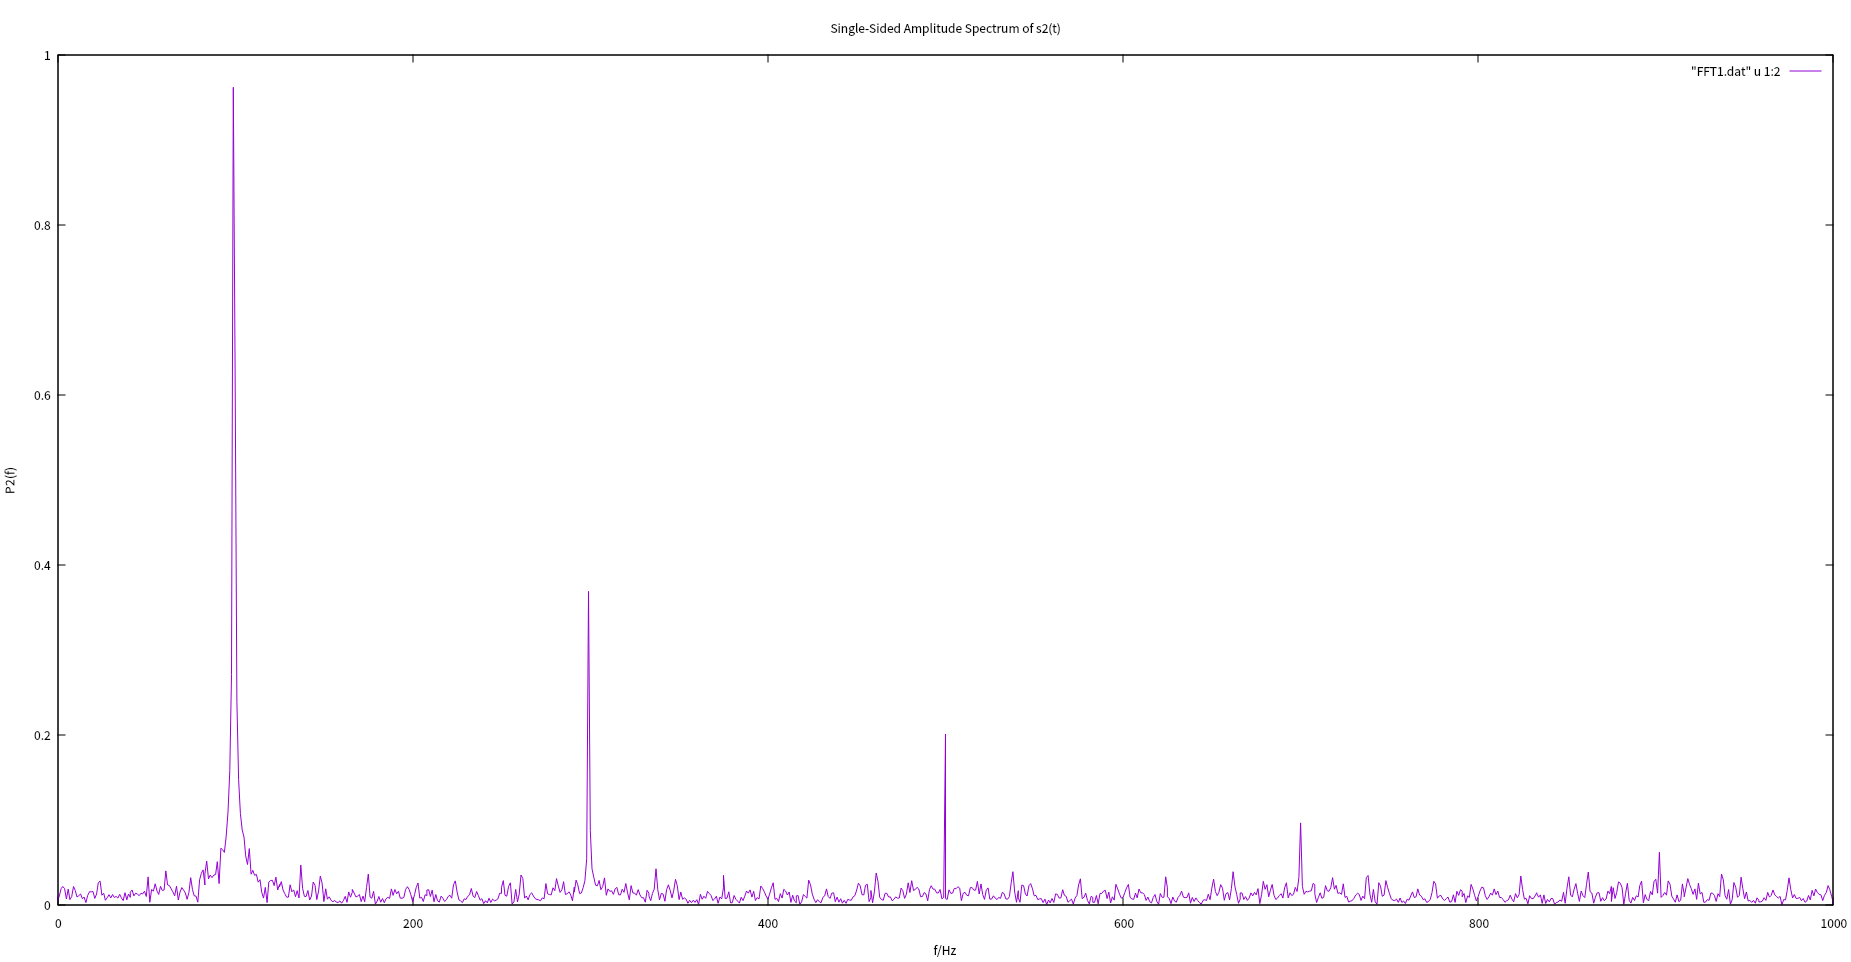 Single-Sided Amplitude Spectrum of s2(t)
"FFT1.dat" u 1:2
1
0.8
0.6
0.4
0.2
0
P2(f)
0 200 400 600 800 1000
f/Hz